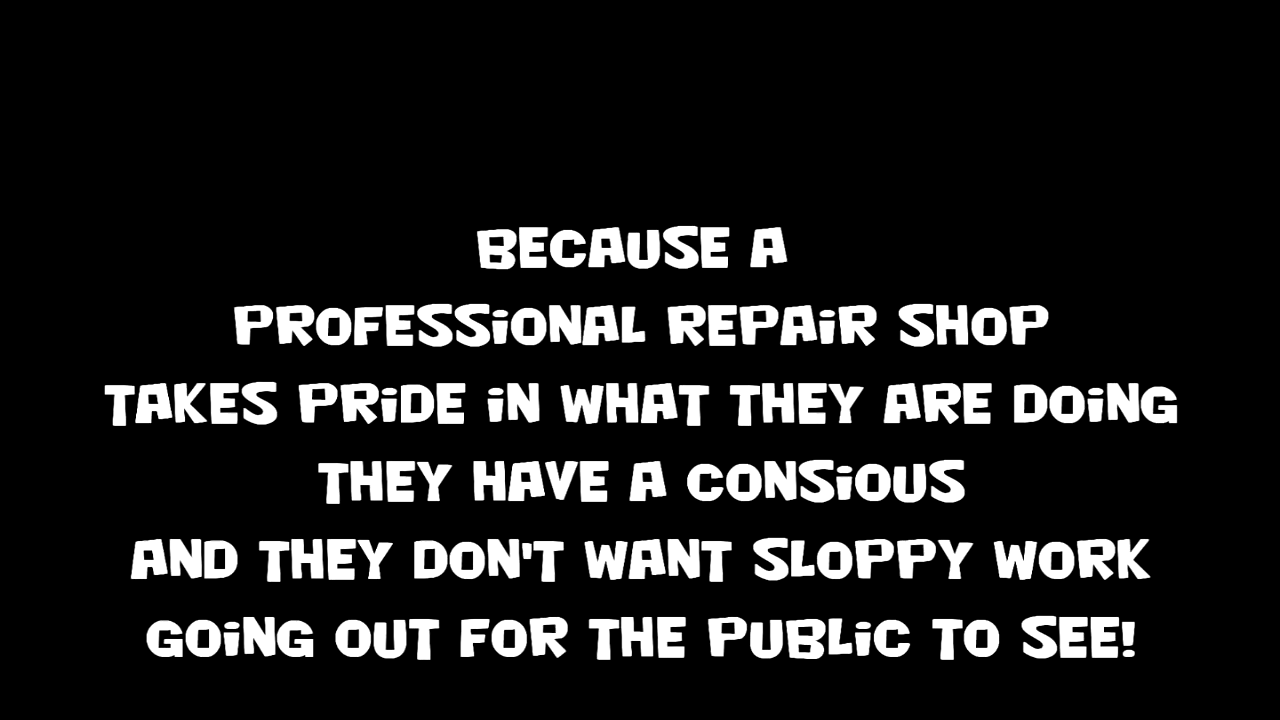 BECAUSE A
PROFESSiONAL REPAiR SHOP
TAKES PRiDE iN WHAT THEY ARE DOiNG
THEY HAVE A CONSiOUS
AND THEY DON'T WANT SLOPPY WORK
GOiNG OUT FOR THE PUBLiC TO SEE!